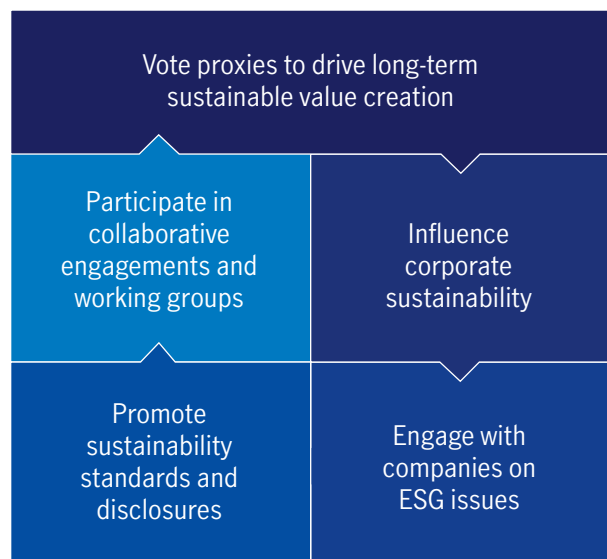 Vote proxies to drive long-term
sustainable value creation
Participate in
collaborative
engagements and
working groups
Influence
corporate
sustainability
Promote
sustainability
standards and
disclosures
Engage with
companies on
ESG issues